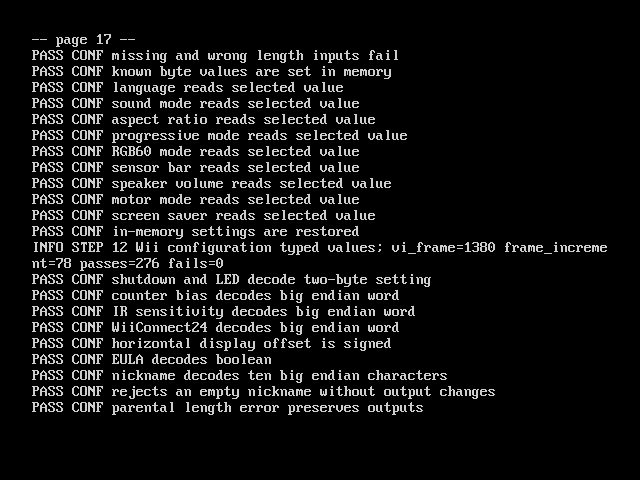 -- page 17 --
PASS CONF missing and wrong length inputs fail
PASS CONF known byte values are set in memory
PASS CONF language reads selected value
PASS CONF sound mode reads selected value
PASS CONF aspect ratio reads selected value
PASS CONF progressive mode reads selected value
PASS CONF RGB60 mode reads selected value
PASS CONF sensor bar reads selected value
PASS CONF speaker volume reads selected value
PASS CONF motor mode reads selected value
PASS CONF screen saver reads selected value
PASS CONF in-memory settings are restored
INFO STEP 12 Wii configuration typed values; vi_frame=1380 frame_increme
nt=78 passes=276 fails=0
PASS CONF shutdown and LED decode two-byte setting
PASS CONF counter bias decodes big endian word
PASS CONF IR sensitivity decodes big endian word
PASS CONF WiiConnect24 decodes big endian word
PASS CONF horizontal display offset is signed
PASS CONF EULA decodes boolean
PASS CONF nickname decodes ten big endian characters
PASS CONF rejects an empty nickname without output changes
PASS CONF parental length error preserves outputs